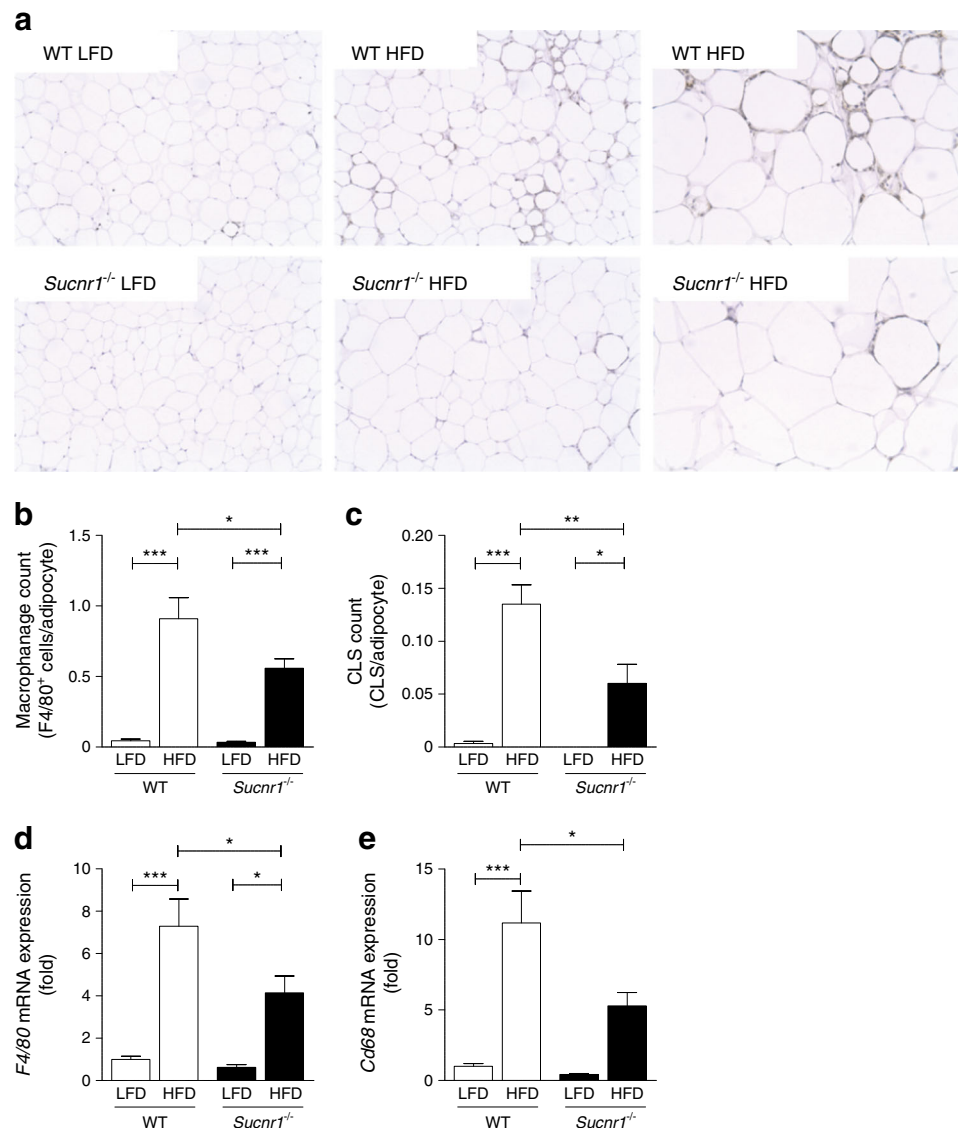 a
WT LFD
WT HFD
WT HFD
Sucnr1-/- LFD
Sucnr1-/- HFD
Sucnr1-/- HFD
b
Macrophanage count
(F4/80+ cells/adipocyte)
1.5
1.0
0.5
0
***
***
*
LFD HFD LFD HFD
WT Sucnr1-/-
c
CLS count
(CLS/adipocyte)
0.20
0.15
0.10
0.05
0
***
*
**
LFD HFD LFD HFD
WT Sucnr1-/-
d
F4/80 mRNA expression
(fold)
10
8
6
4
2
0
***
*
*
LFD HFD LFD HFD
WT Sucnr1-/-
e
Cd68 mRNA expression
(fold)
15
10
5
0
***
*
LFD HFD LFD HFD
WT Sucnr1-/-